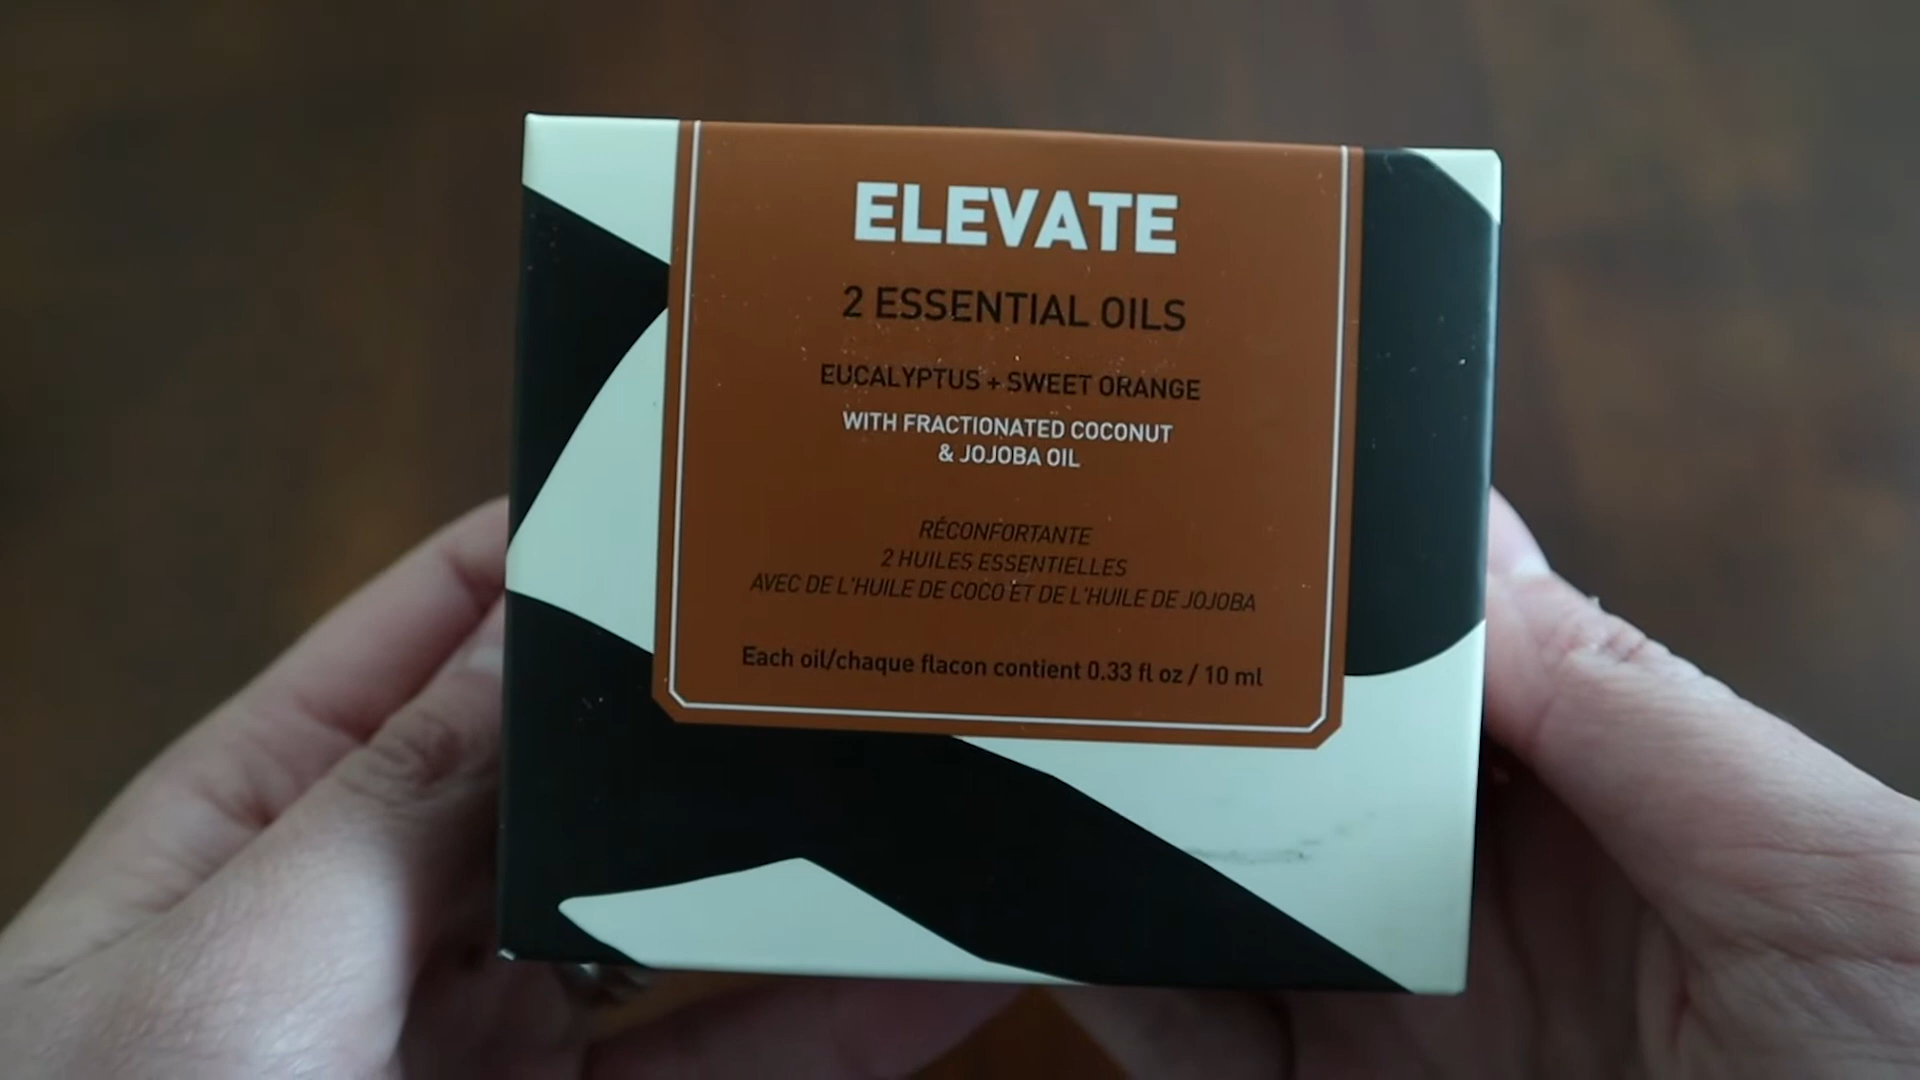 ELEVATE
2 ESSENTIAL OILS
EUCALYPTUS + SWEET ORANGE
WITH FRACTIONATED COCONUT
& JOJOBA OIL
RÉCONFORTANTE
2 HUILES ESSENTIELLES
AVEC DE L'HUILE DE COCO ET DE L'HUILE DE JOJOBA
Each oil/chaque flacon contient 0.33 fl oz / 10 ml